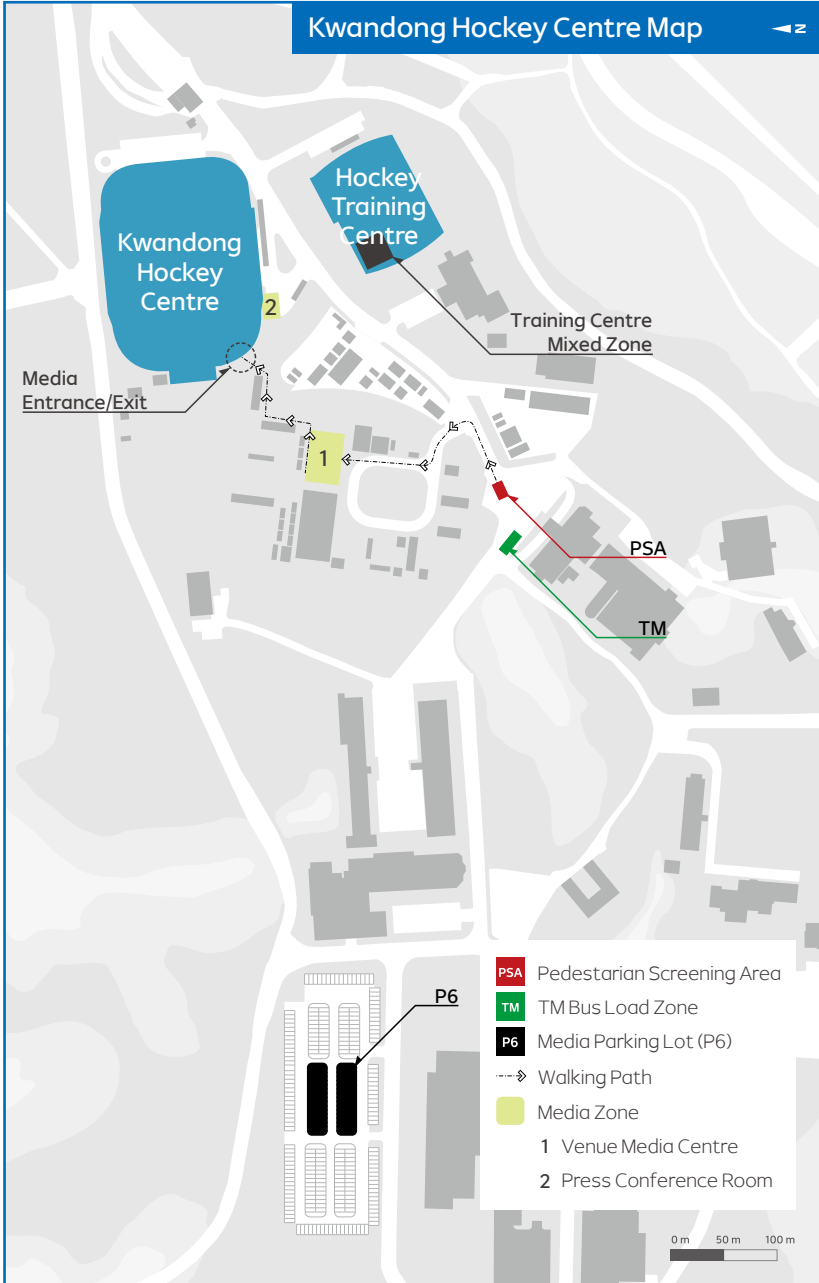 Kwandong Hockey Centre Map
N
Hockey
Training
Centre
Kwandong
Hockey
Centre
2
Training Centre
Mixed Zone
Media
Entrance/Exit
1
PSA
TM
P6
PSA Pedestarian Screening Area
TM TM Bus Load Zone
P6 Media Parking Lot (P6)
Walking Path
Media Zone
1 Venue Media Centre
2 Press Conference Room
0 m 50 m 100 m